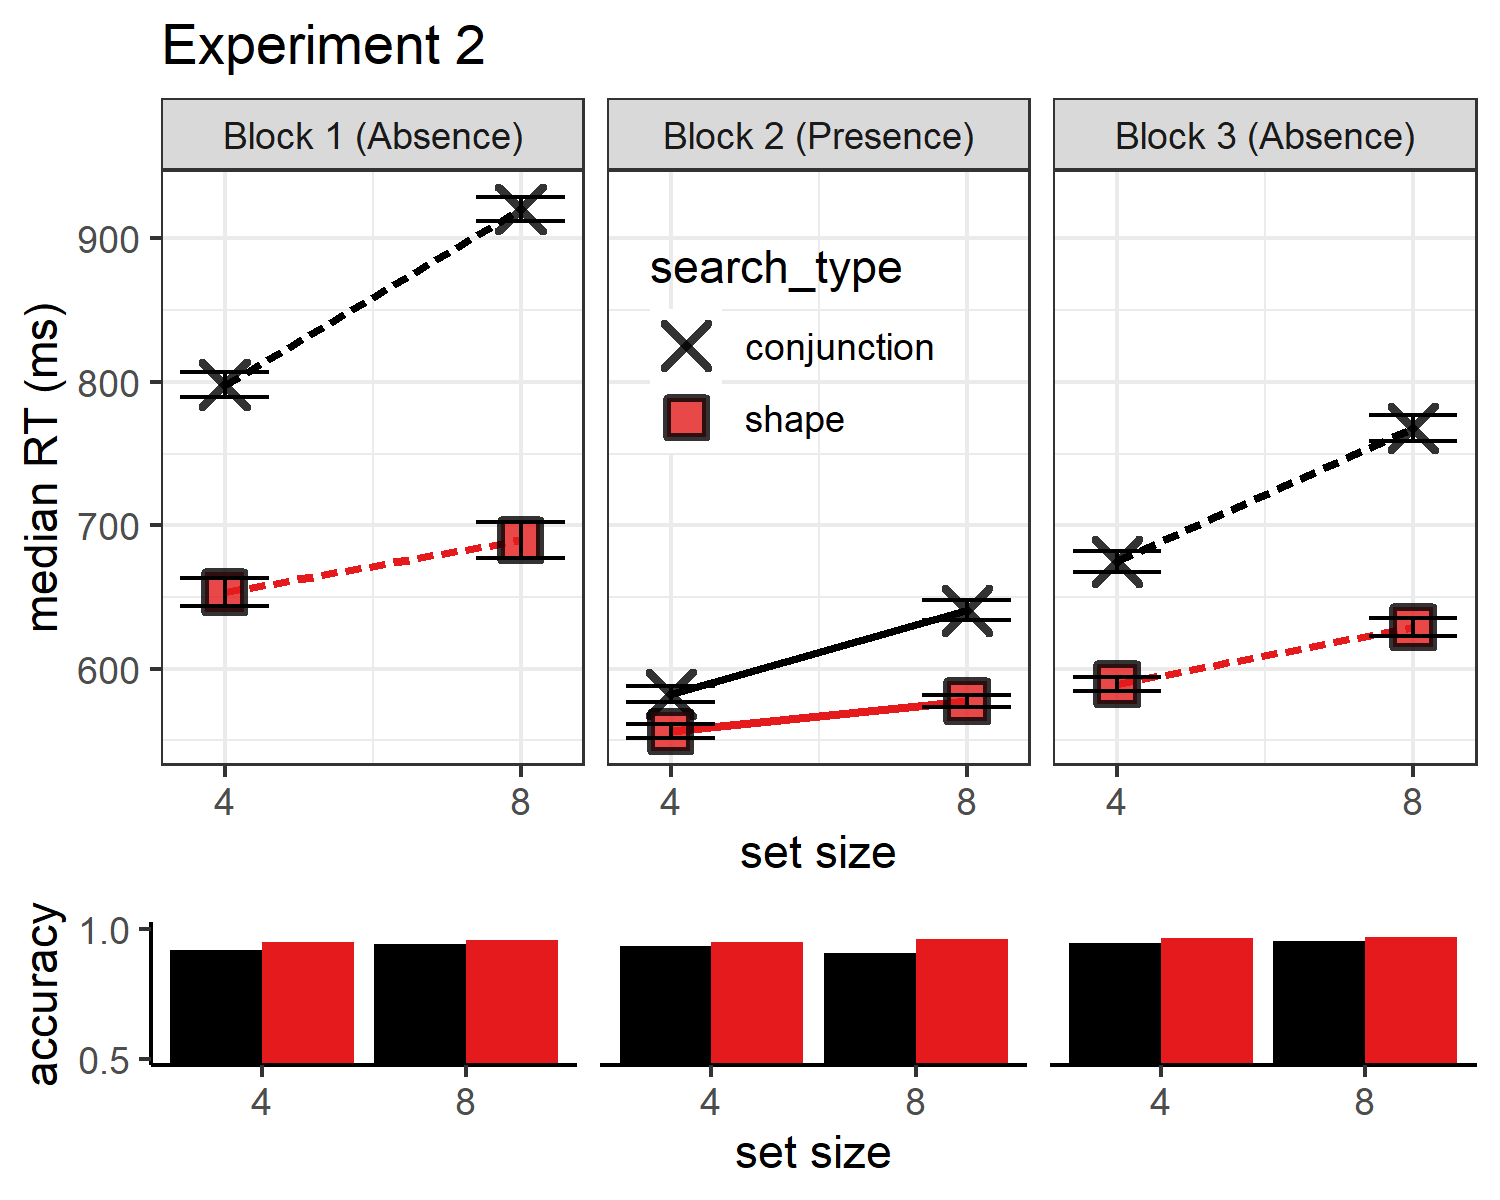 Experiment 2
Block 1 (Absence)
Block 2 (Presence)
Block 3 (Absence)
median RT (ms)
900
800
700
600
search_type
conjunction
shape
4
8
4
8
4
8
set size
accuracy
1.0
0.5
4
8
4
8
4
8
set size